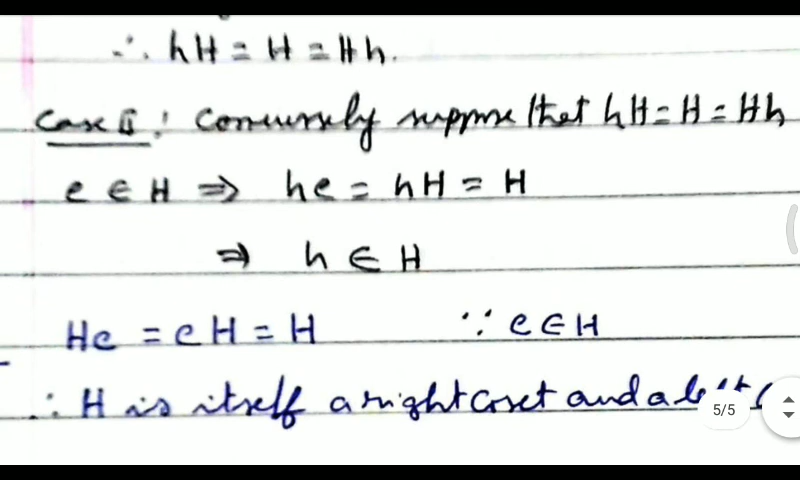 ∴ hH = H = Hh.
Case II : Conversely suppose that hH = H = Hh
e ∈ H ⇒ he = hH = H
⇒ h ∈ H
He = eH = H ∵ e ∈ H
∴ H is itself a right coset and a left
5/5